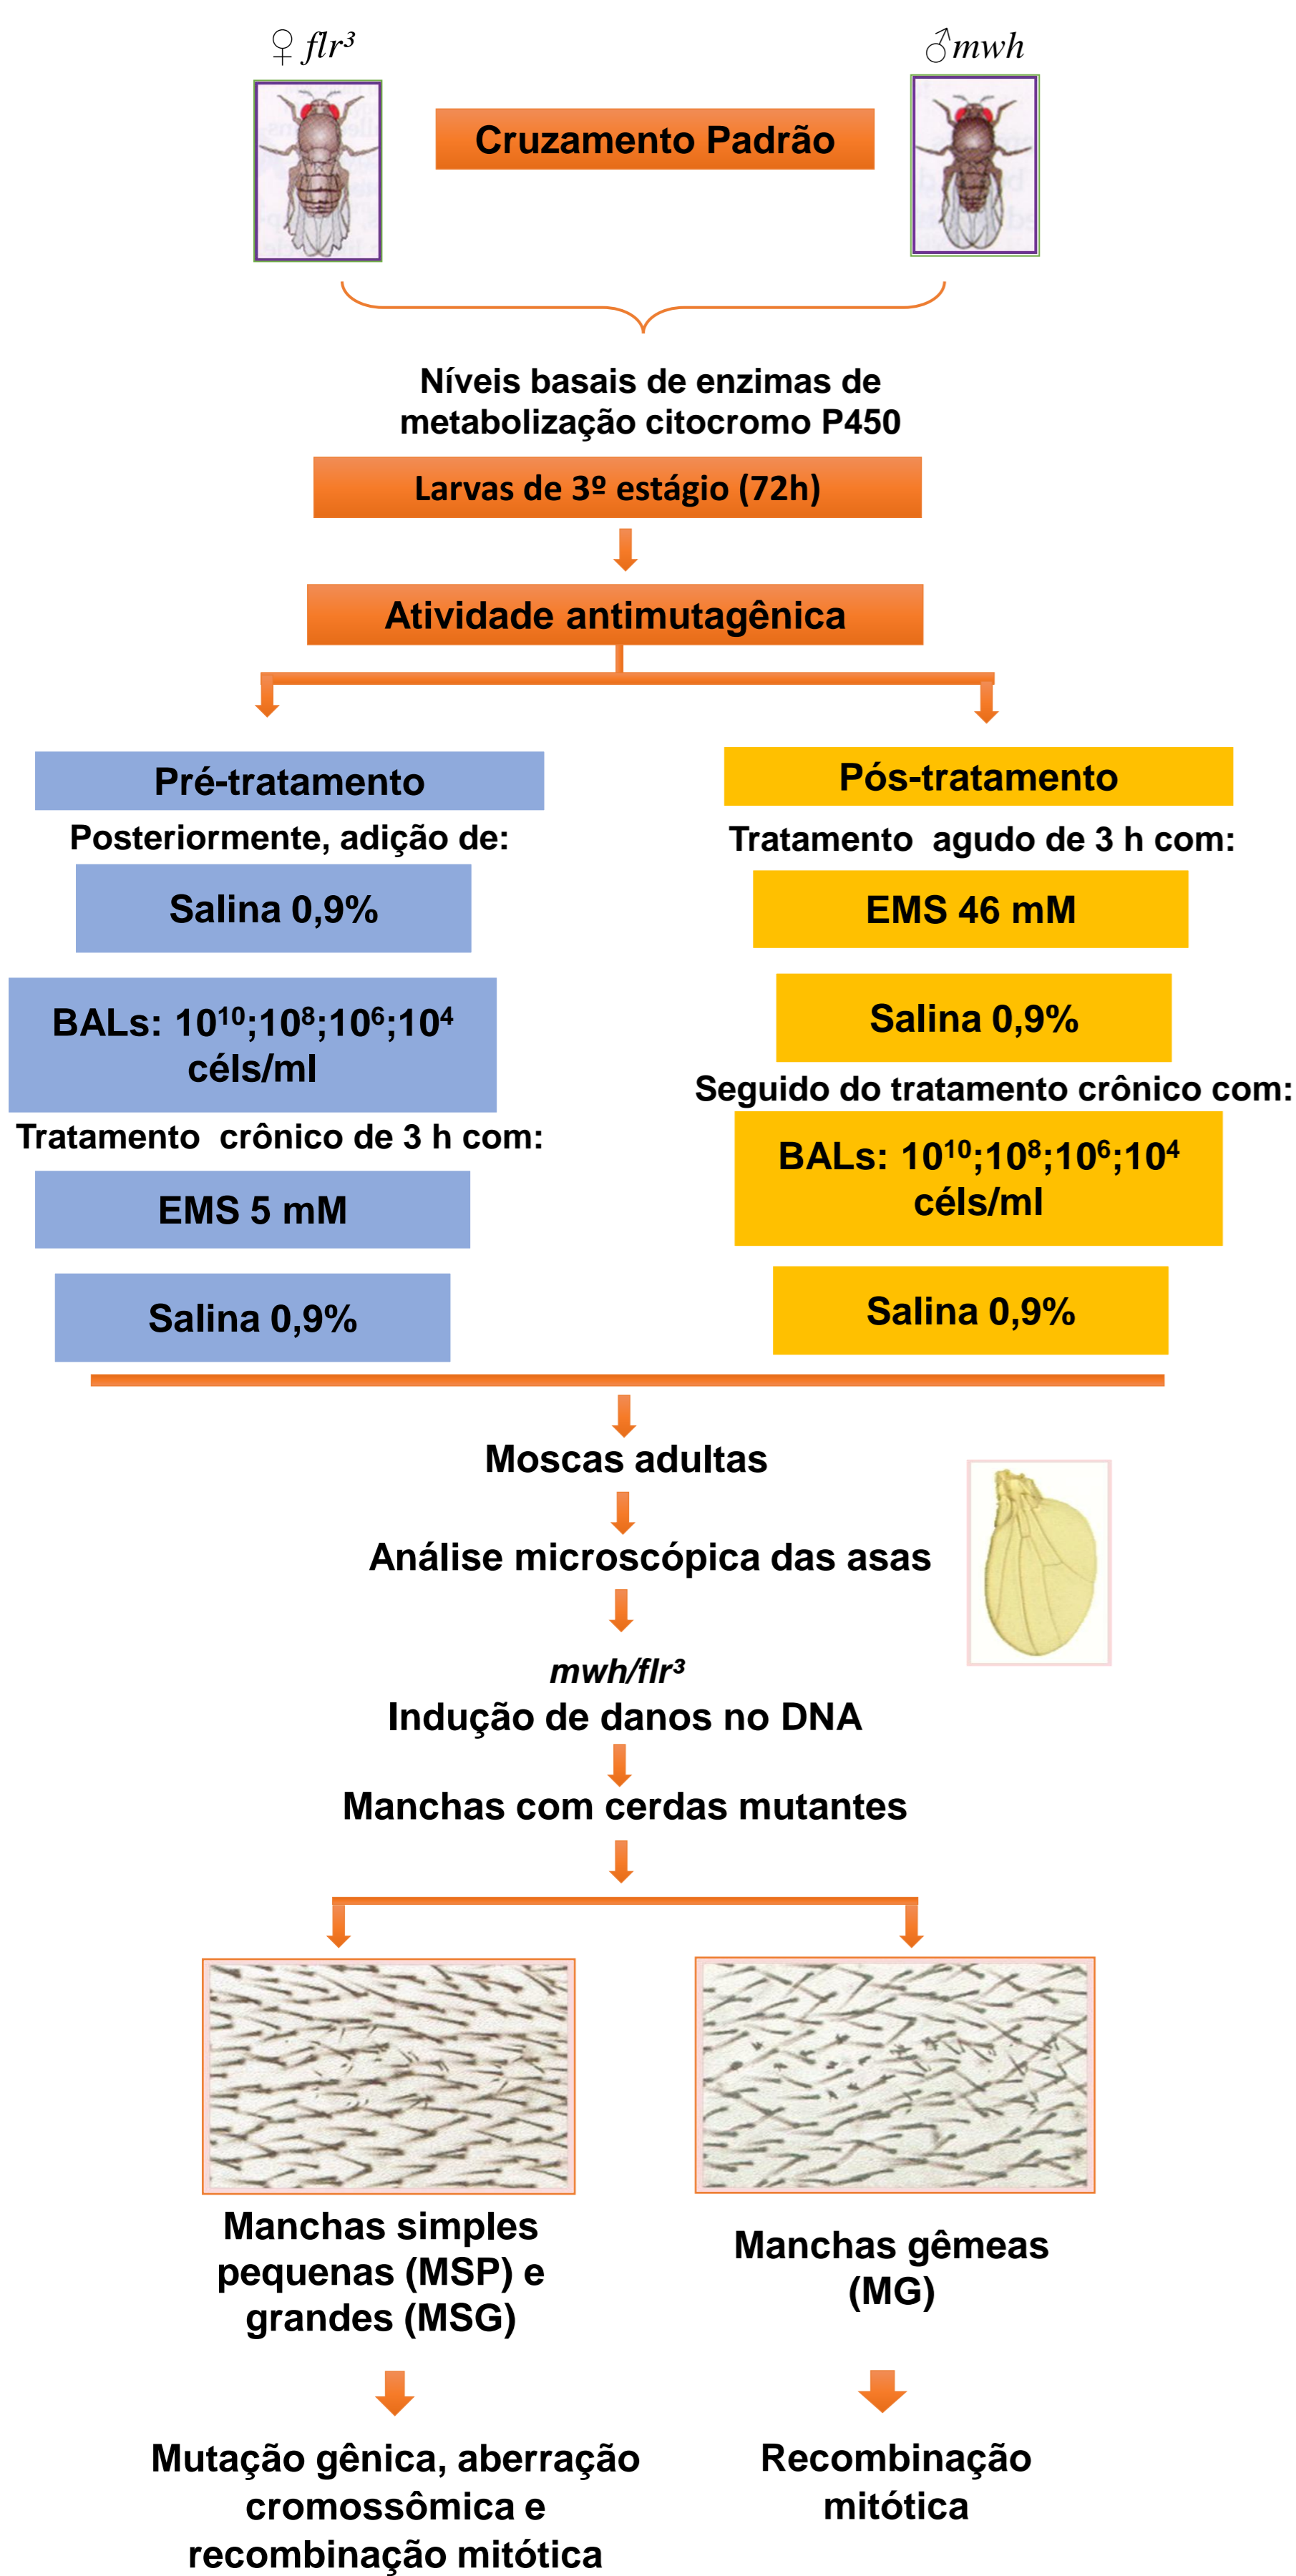 ♀ flr³
♂mwh
Cruzamento Padrão
Níveis basais de enzimas de
metabolização citocromo P450
Larvas de 3º estágio (72h)
Atividade antimutagênica
Pré-tratamento
Posteriormente, adição de:
Salina 0,9%
BALs: 10¹⁰;10⁸;10⁶;10⁴
céls/ml
Tratamento crônico de 3 h com:
EMS 5 mM
Salina 0,9%
Pós-tratamento
Tratamento agudo de 3 h com:
EMS 46 mM
Salina 0,9%
Seguido do tratamento crônico com:
BALs: 10¹⁰;10⁸;10⁶;10⁴
céls/ml
Salina 0,9%
Moscas adultas
Análise microscópica das asas
mwh/flr³
Indução de danos no DNA
Manchas com cerdas mutantes
Manchas simples
pequenas (MSP) e
grandes (MSG)
Manchas gêmeas
(MG)
Mutação gênica, aberração
cromossômica e
recombinação mitótica
Recombinação
mitótica